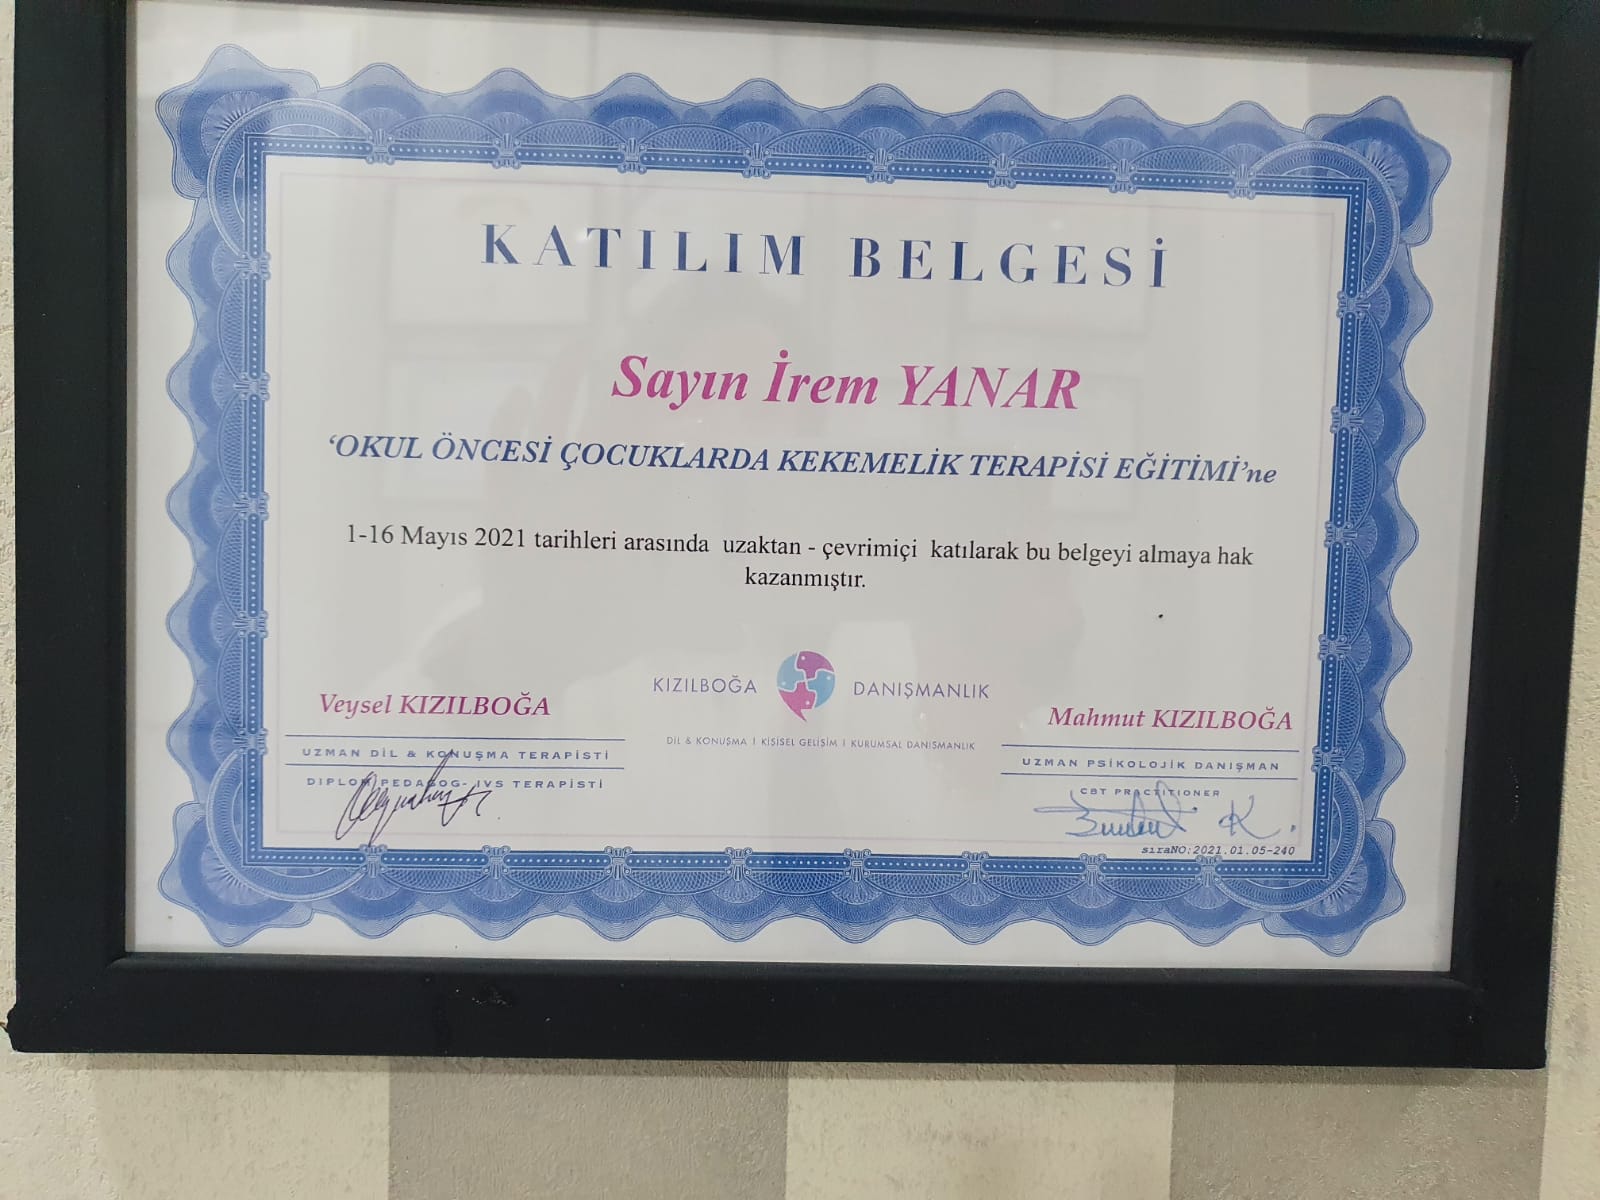 KATILIM BELGESİ
Sayın İrem YANAR
‘OKUL ÖNCESİ ÇOCUKLARDA KEKEMELİK TERAPİSİ EĞİTİMİ’ne
1-16 Mayıs 2021 tarihleri arasında uzaktan - çevrimiçi katılarak bu belgeyi almaya hak
kazanmıştır.
KIZILBOĞA DANIŞMANLIK
DİL & KONUŞMA I KİŞİSEL GELİŞİM I KURUMSAL DANIŞMANLIK
Veysel KIZILBOĞA
UZMAN DİL & KONUŞMA TERAPİSTİ
DIPLOM PEDAGOG- IVS TERAPİSTİ
Mahmut KIZILBOĞA
UZMAN PSİKOLOJİK DANIŞMAN
CBT PRACTITIONER
sıraNO:2021.01.05-240